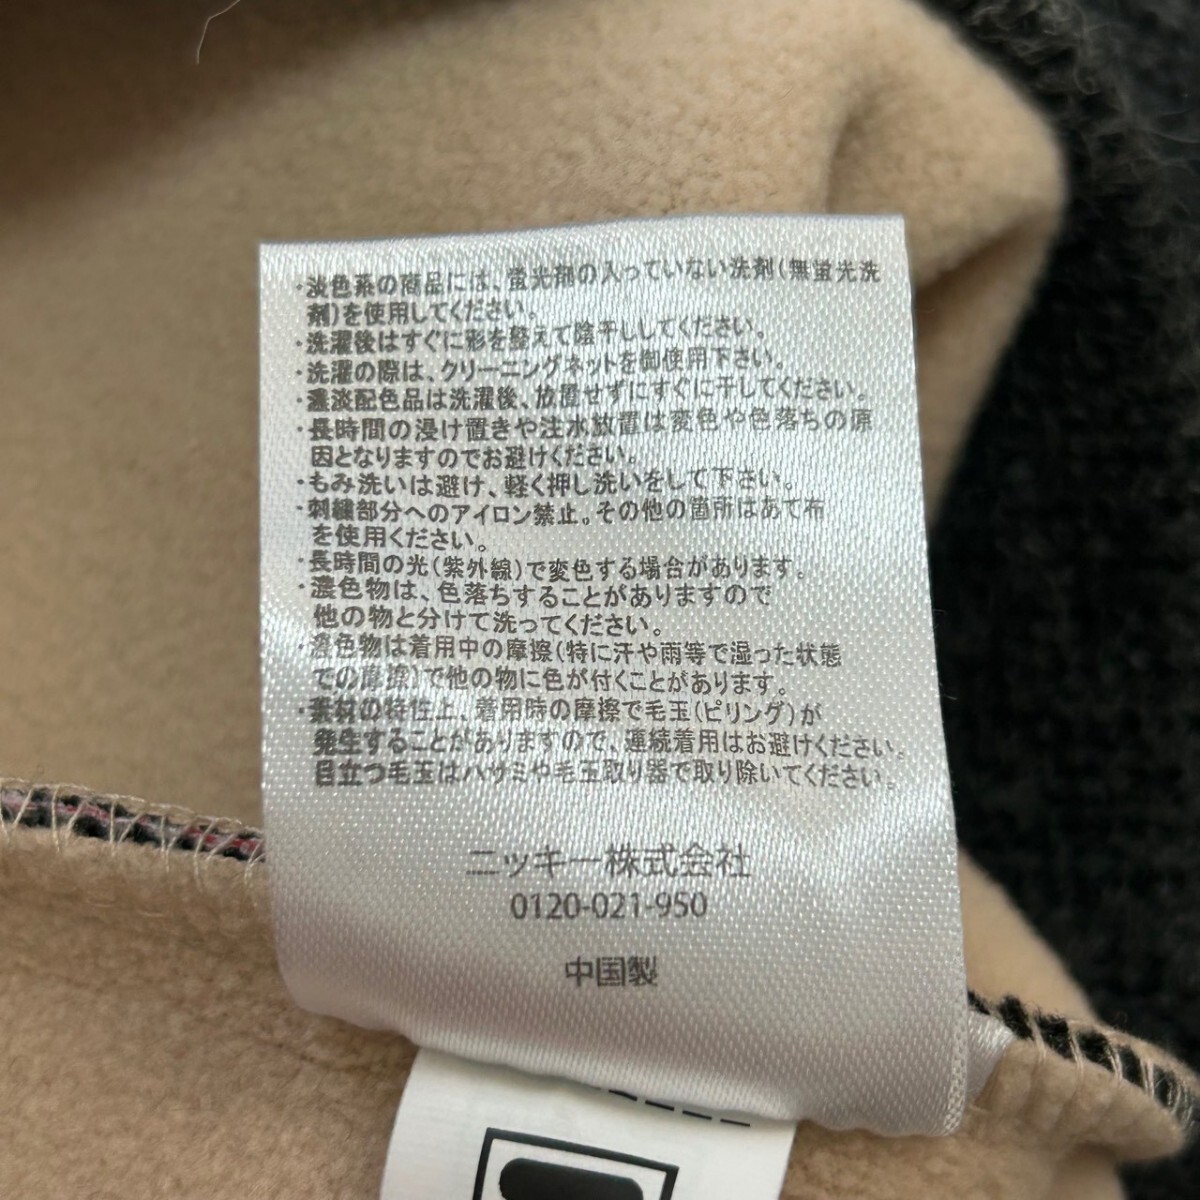 ・淡色系の商品には、蛍光剤の入っていない洗剤(無蛍光洗
剤)を使用してください。
・洗濯後はすぐに形を整えて陰干ししてください。
・洗濯の際は、クリーニングネットを御使用下さい。
・濃淡配色品は洗濯後、放置せずにすぐに干してください。
・長時間の浸け置きや注水放置は変色や色落ちの原
因となりますのでお避けください。
・もみ洗いは避け、軽く押し洗いをして下さい。
・刺繍部分へのアイロン禁止。その他の箇所はあて布
を使用ください。
・長時間の光(紫外線)で変色する場合があります。
・濃色物は、色落ちすることがありますので
他の物と分けて洗ってください。
・濃色物は着用中の摩擦(特に汗や雨等で湿った状態
での摩擦)で他の物に色が付くことがあります。
・素材の特性上、着用時の摩擦で毛玉(ピリング)が
発生することがありますので、連続着用はお避けください。
目立つ毛玉はハサミや毛玉取り器で取り除いてください。
ニッキー株式会社
0120-021-950
中国製